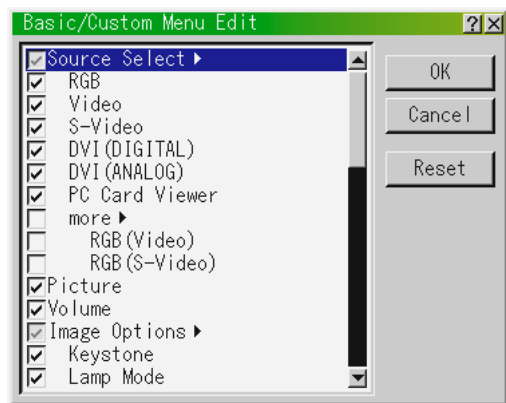 Basic/Custom Menu Edit
Source Select
RGB
Video
S-Video
DVI(DIGITAL)
DVI(ANALOG)
PC Card Viewer
more
RGB(Video)
RGB(S-Video)
Picture
Volume
Image Options
Keystone
Lamp Mode
OK
Cancel
Reset